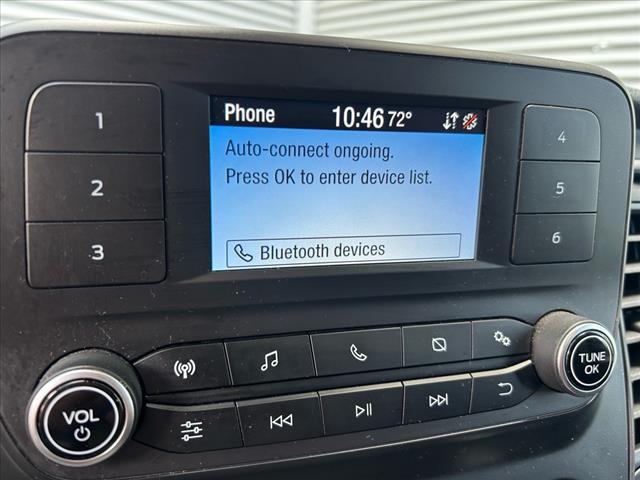 Phone 10:46 72°
Auto-connect ongoing.
Press OK to enter device list.
Bluetooth devices
1
2
3
4
5
6
VOL
TUNE
OK